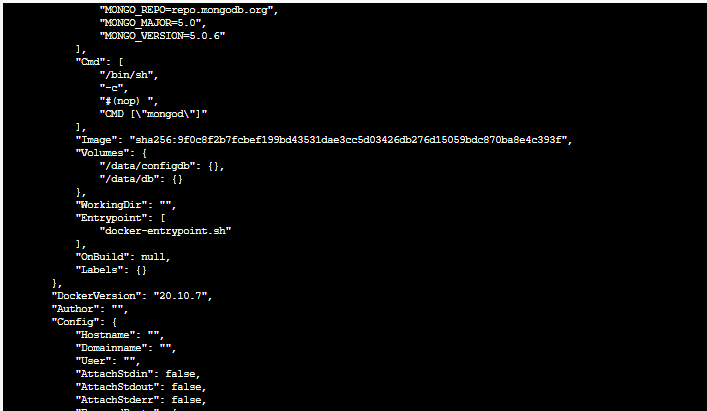 "MONGO_REPO=repo.mongodb.org",
"MONGO_MAJOR=5.0",
"MONGO_VERSION=5.0.6"
],
"Cmd": [
"/bin/sh",
"-c",
"#(nop) ",
"CMD [\"mongod\"]"
],
"Image": "sha256:9f0c8f2b7fcbef199bd43531dae3cc5d03426db276d15059bdc870ba8e4c393f",
"Volumes": {
"/data/configdb": {},
"/data/db": {}
},
"WorkingDir": "",
"Entrypoint": [
"docker-entrypoint.sh"
],
"OnBuild": null,
"Labels": {}
},
"DockerVersion": "20.10.7",
"Author": "",
"Config": {
"Hostname": "",
"Domainname": "",
"User": "",
"AttachStdin": false,
"AttachStdout": false,
"AttachStderr": false,